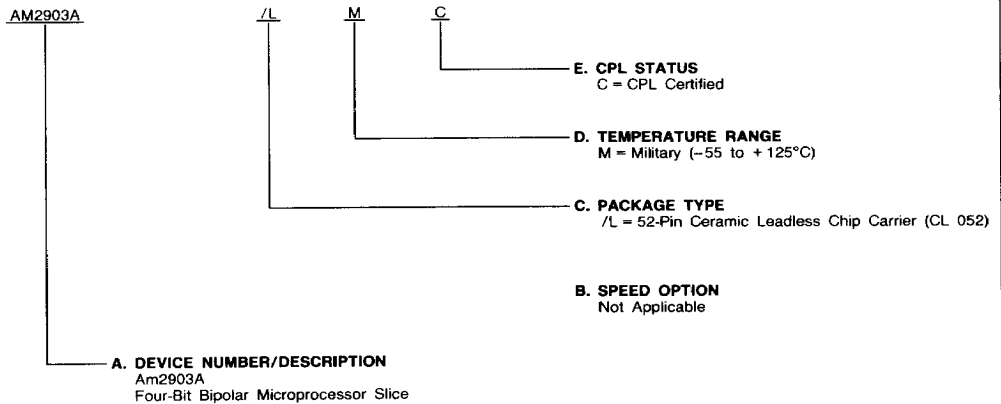 AM2903A /L M C
E. CPL STATUS
C = CPL Certified
D. TEMPERATURE RANGE
M = Military (–55 to +125°C)
C. PACKAGE TYPE
/L = 52-Pin Ceramic Leadless Chip Carrier (CL 052)
B. SPEED OPTION
Not Applicable
A. DEVICE NUMBER/DESCRIPTION
Am2903A
Four-Bit Bipolar Microprocessor Slice